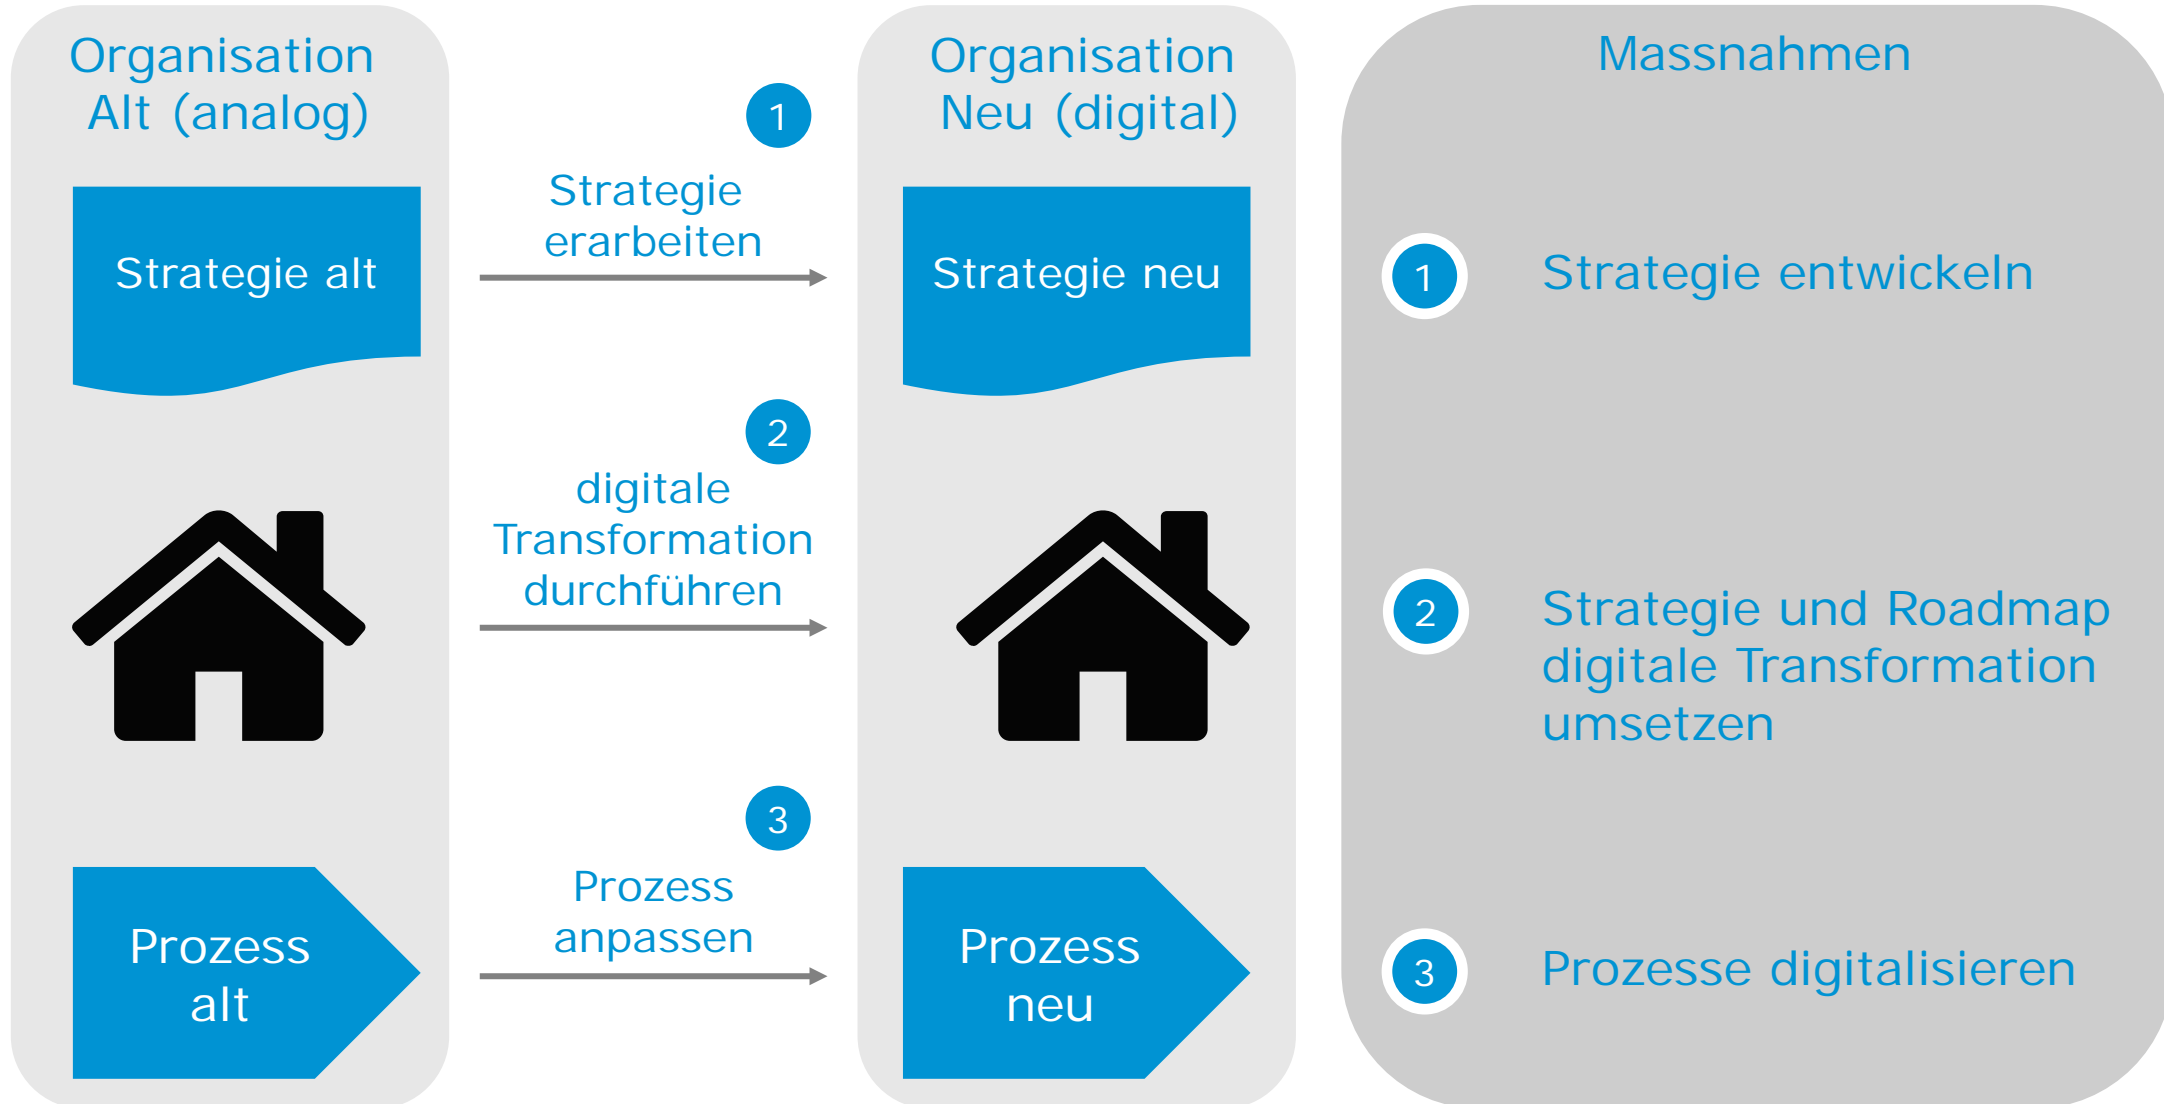 Organisation
Alt (analog)
Strategie alt
Prozess
alt
1
Strategie
erarbeiten
2
digitale
Transformation
durchführen
3
Prozess
anpassen
Organisation
Neu (digital)
Strategie neu
Prozess
neu
Massnahmen
1
Strategie entwickeln
2
Strategie und Roadmap
digitale Transformation
umsetzen
3
Prozesse digitalisieren